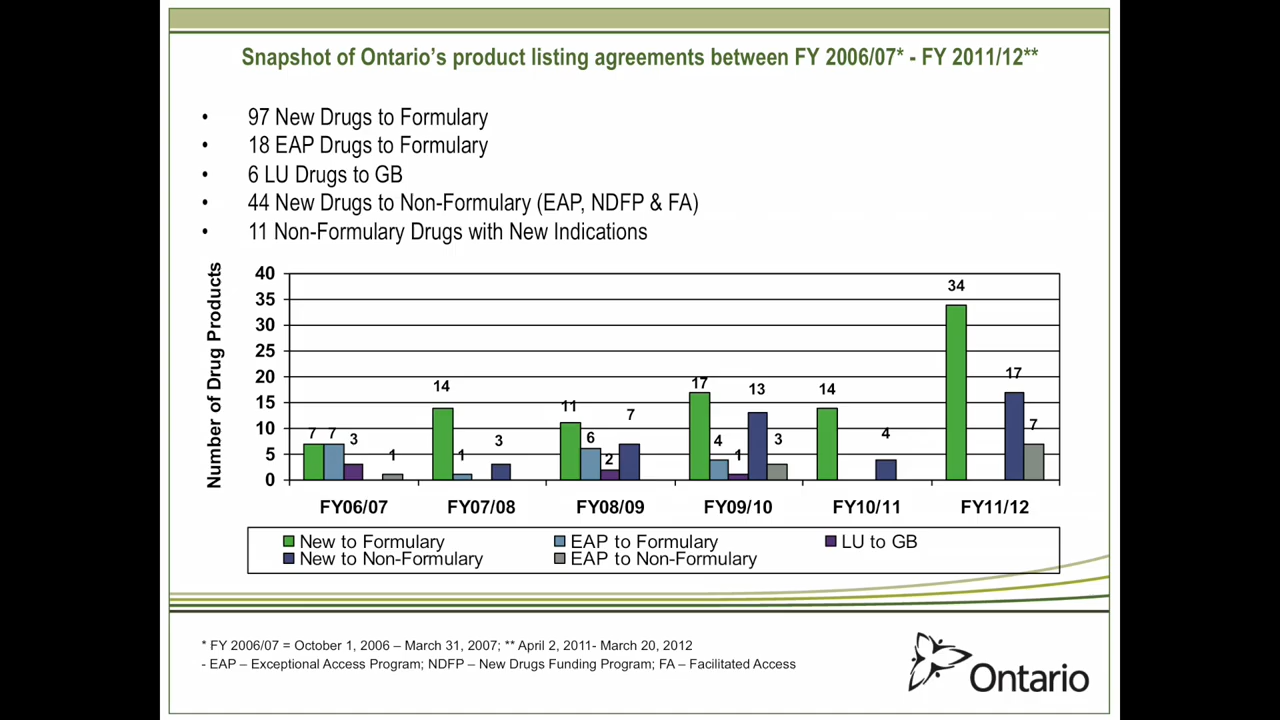 Snapshot of Ontario's product listing agreements between FY 2006/07* - FY 2011/12**
• 97 New Drugs to Formulary
• 18 EAP Drugs to Formulary
• 6 LU Drugs to GB
• 44 New Drugs to Non-Formulary (EAP, NDFP & FA)
• 11 Non-Formulary Drugs with New Indications
Number of Drug Products
40
35
30
25
20
15
10
5
0
7 7 3 1
14 1 3
11 6 2 7
17 4 1 13 3
14 4
34 17 7
FY06/07 FY07/08 FY08/09 FY09/10 FY10/11 FY11/12
New to Formulary EAP to Formulary LU to GB
New to Non-Formulary EAP to Non-Formulary
* FY 2006/07 = October 1, 2006 – March 31, 2007; ** April 2, 2011- March 20, 2012
- EAP – Exceptional Access Program; NDFP – New Drugs Funding Program; FA – Facilitated Access
Ontario